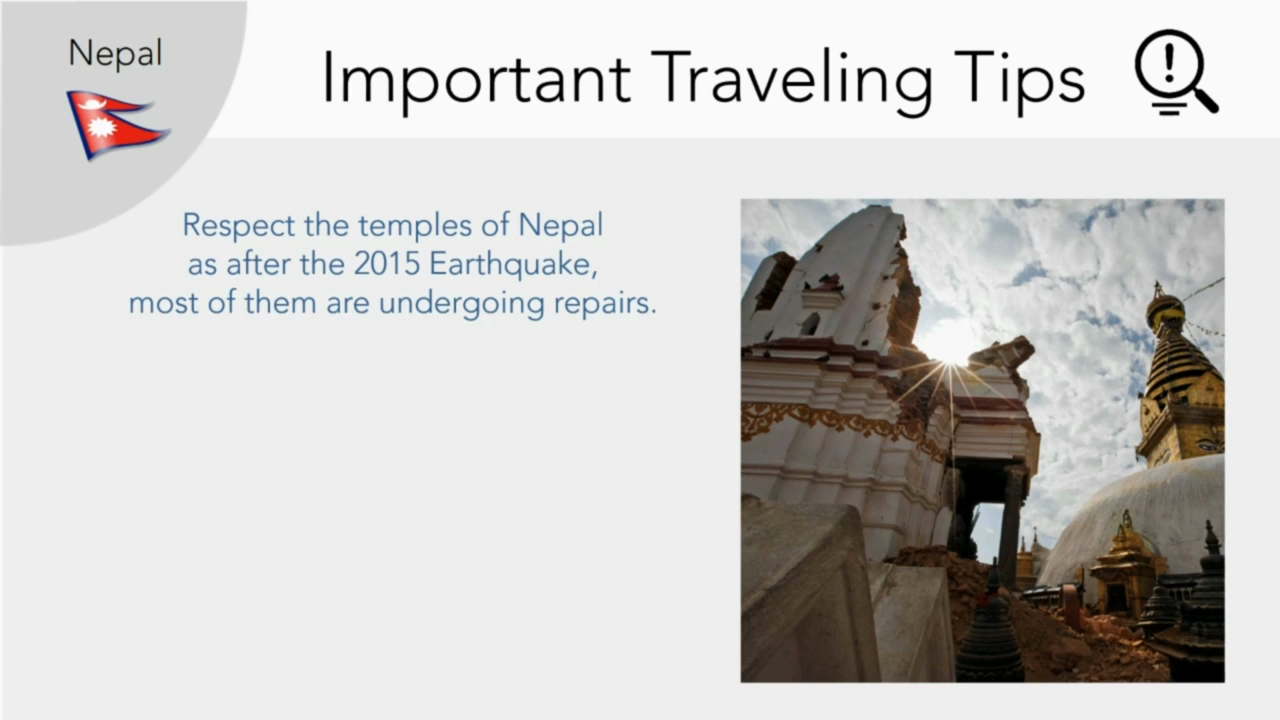 Nepal
Important Traveling Tips
Respect the temples of Nepal
as after the 2015 Earthquake,
most of them are undergoing repairs.